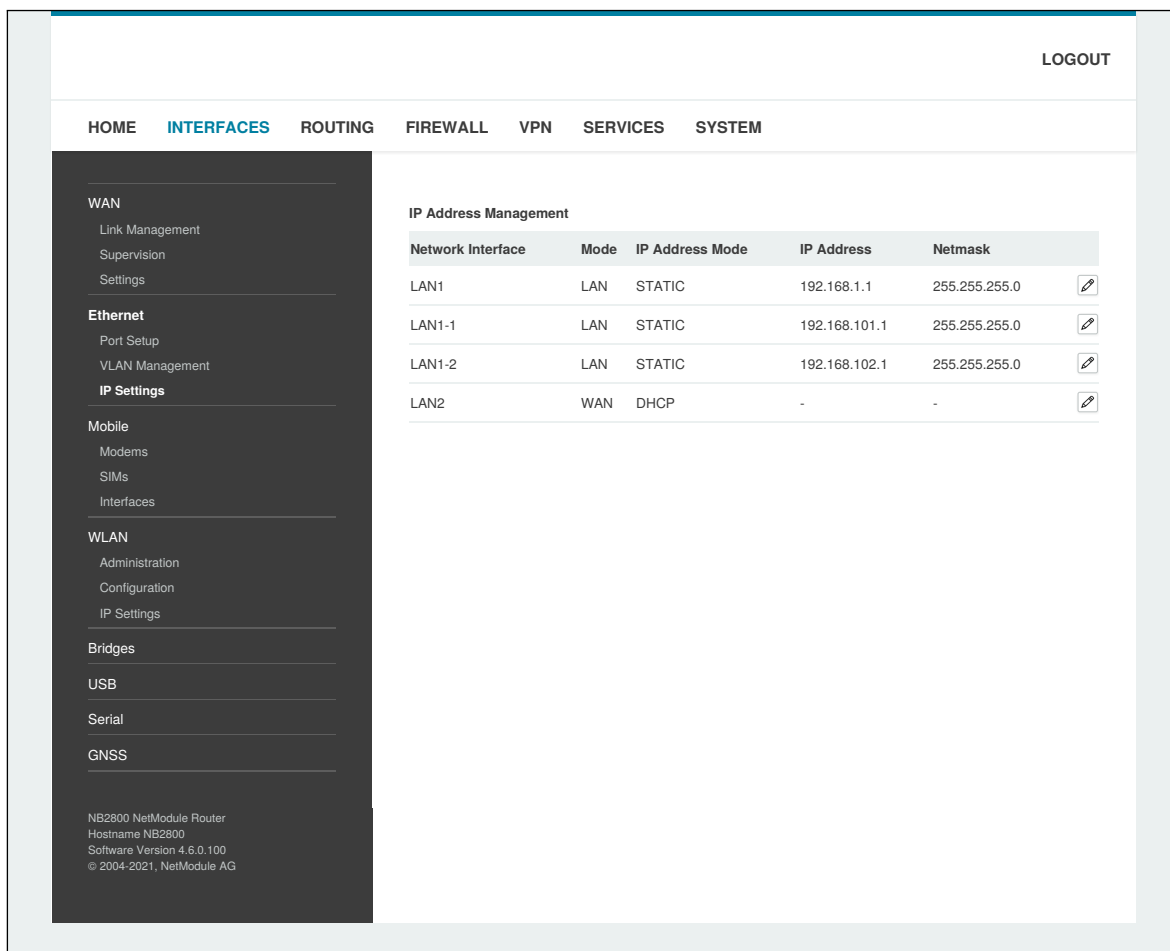 LOGOUT
HOME INTERFACES ROUTING FIREWALL VPN SERVICES SYSTEM
WAN
Link Management
Supervision
Settings
Ethernet
Port Setup
VLAN Management
IP Settings
Mobile
Modems
SIMs
Interfaces
WLAN
Administration
Configuration
IP Settings
Bridges
USB
Serial
GNSS
NB2800 NetModule Router
Hostname NB2800
Software Version 4.6.0.100
© 2004-2021, NetModule AG
IP Address Management
Network Interface Mode IP Address Mode IP Address Netmask
LAN1 LAN STATIC 192.168.1.1 255.255.255.0
LAN1-1 LAN STATIC 192.168.101.1 255.255.255.0
LAN1-2 LAN STATIC 192.168.102.1 255.255.255.0
LAN2 WAN DHCP - -